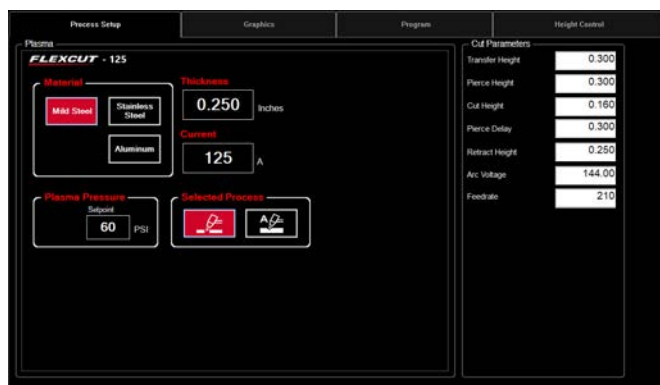 Process Setup
Graphics
Program
Height Control
Plasma
FLEXCUT - 125
Material
Mild Steel
Stainless
Steel
Aluminum
Thickness
0.250 Inches
Current
125 A
Plasma Pressure
Setpoint
60 PSI
Selected Process
A
Cut Parameters
Transfer Height 0.300
Pierce Height 0.300
Cut Height 0.160
Pierce Delay 0.300
Retract Height 0.250
Arc Voltage 144.00
Feedrate 210